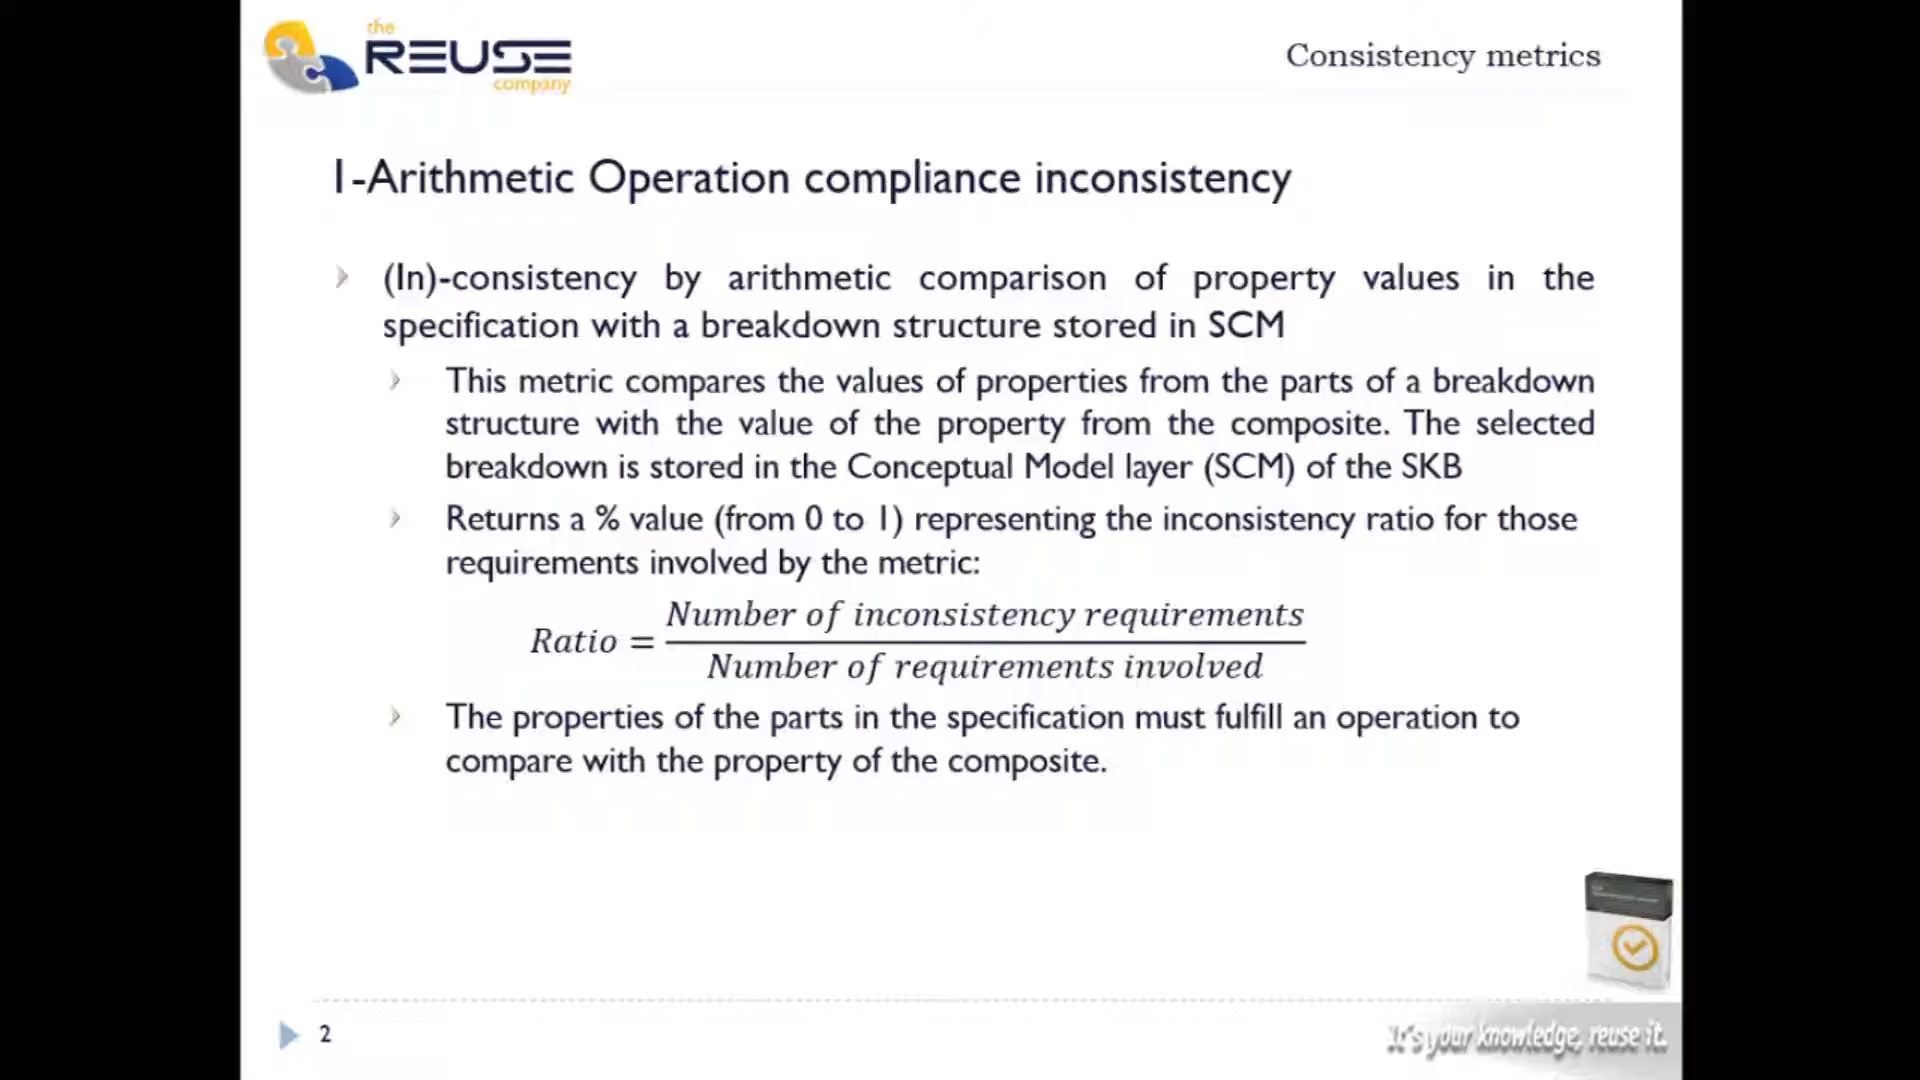 the
REUSE
company
Consistency metrics
1-Arithmetic Operation compliance inconsistency
(In)-consistency by arithmetic comparison of property values in the
specification with a breakdown structure stored in SCM
This metric compares the values of properties from the parts of a breakdown
structure with the value of the property from the composite. The selected
breakdown is stored in the Conceptual Model layer (SCM) of the SKB
Returns a % value (from 0 to 1) representing the inconsistency ratio for those
requirements involved by the metric:
Ratio = Number of inconsistency requirements
Number of requirements involved
The properties of the parts in the specification must fulfill an operation to
compare with the property of the composite.
2
It's your knowledge, reuse it.